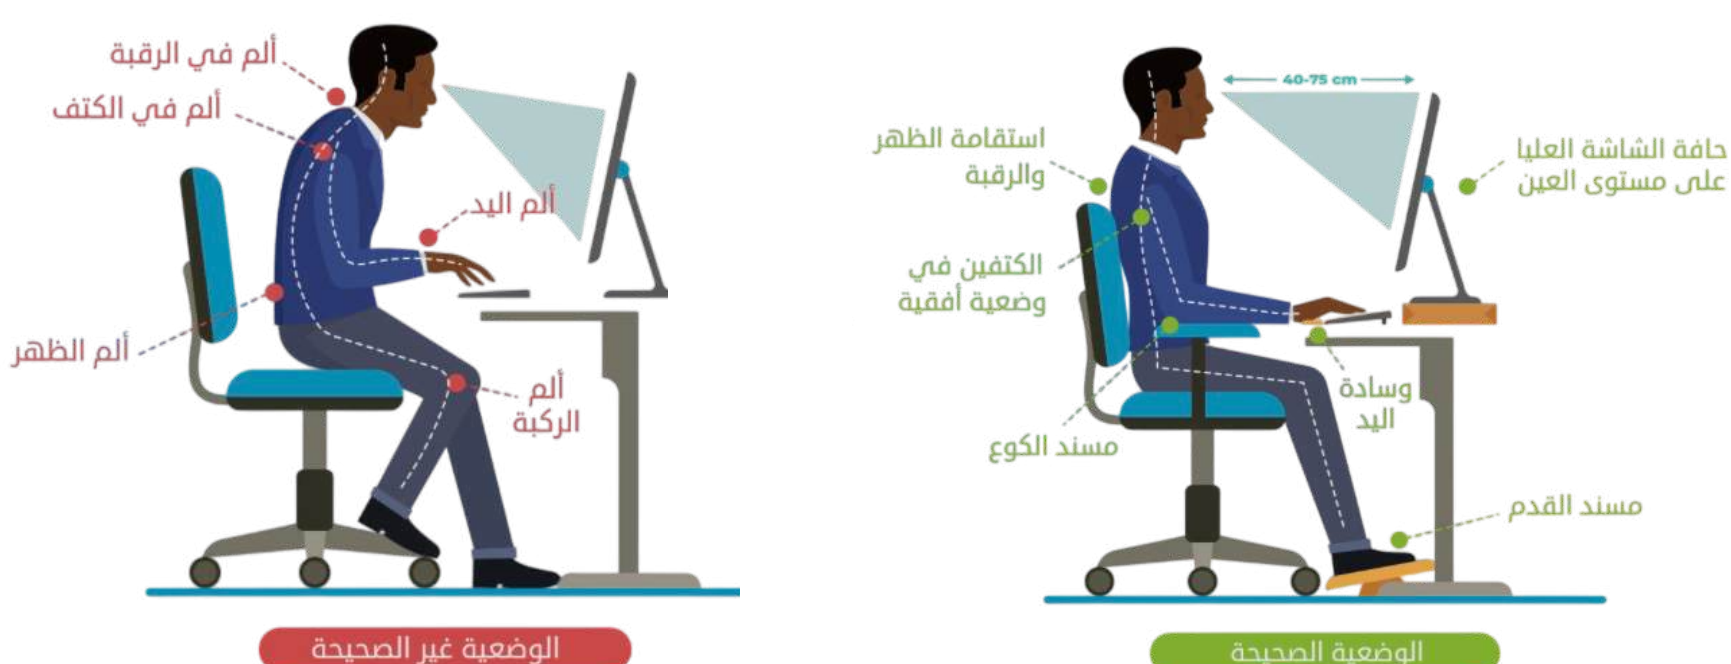 ألم في الرقبة
ألم في الكتف
ألم اليد
ألم الظهر
ألم
الركبة
الوضعية غير الصحيحة
40-75 cm
استقامة الظهر
والرقبة
حافة الشاشة العليا
على مستوى العين
الكتفين في
وضعية أفقية
وسادة
اليد
مسند الكوع
مسند القدم
الوضعية الصحيحة